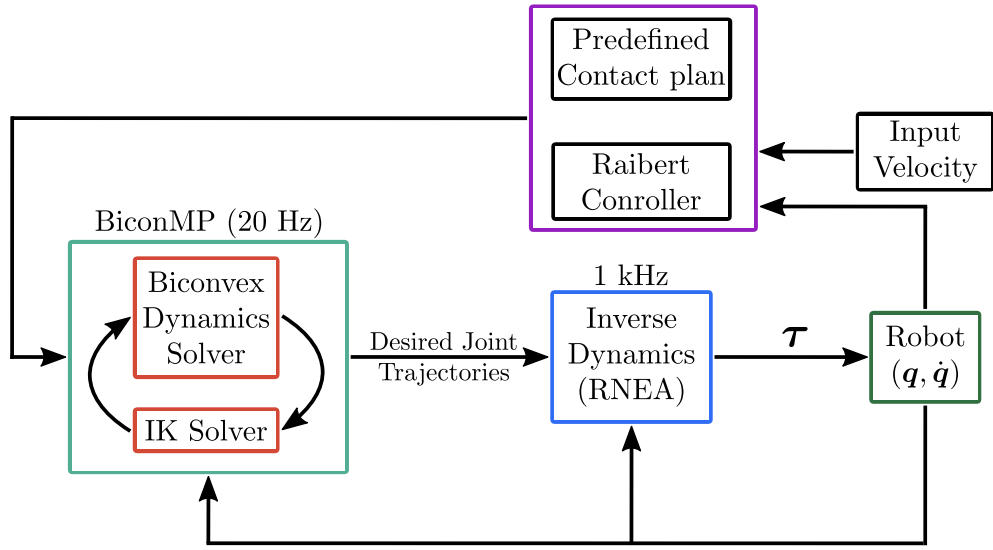 Predefined
Contact plan
Raibert
Conroller
Input
Velocity
BiconMP (20 Hz)
Biconvex
Dynamics
Solver
IK Solver
Desired Joint
Trajectories
1 kHz
Inverse
Dynamics
(RNEA)
τ
Robot
(q, q̇)